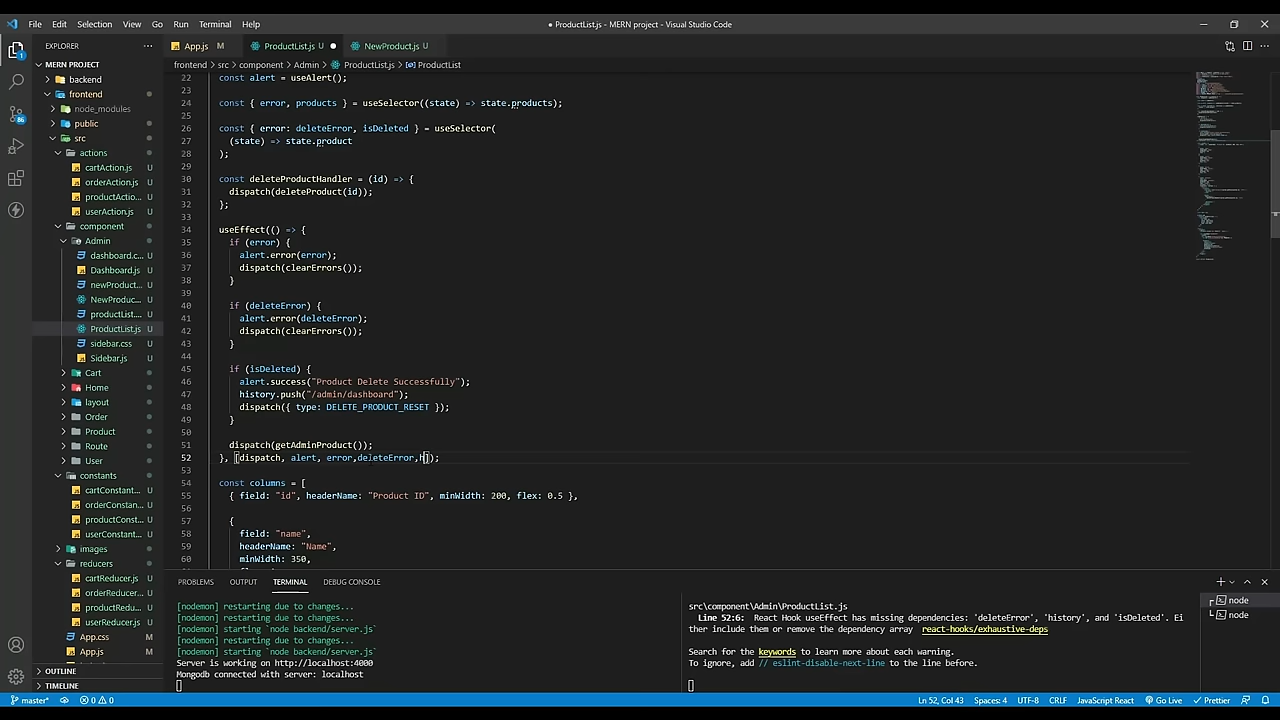 File Edit Selection View Go Run Terminal Help
● ProductList.js - MERN project - Visual Studio Code
EXPLORER
App.js M
ProductList.js U
NewProduct.js U
frontend > src > component > Admin > ProductList.js > ProductList
MERN PROJECT
backend
frontend
node_modules
public
src
actions
cartAction.js U
orderAction.js U
productActio... U
userAction.js U
component
Admin
dashboard.c... U
Dashboard.js U
newProduct... U
NewProduc... U
productList.... U
ProductList.js U
sidebar.css U
Sidebar.js U
Cart
Home
layout
Order
Product
Route
User
constants
cartConstant... U
orderConstan... U
productConst... U
userConstant... U
images
reducers
cartReducer.js U
orderReducer... U
productRedu... U
userReducer.js U
App.css M
App.js M
OUTLINE
TIMELINE
22 const alert = useAlert();
23
24 const { error, products } = useSelector((state) => state.products);
25
26 const { error: deleteError, isDeleted } = useSelector(
27 (state) => state.product
28 );
29
30 const deleteProductHandler = (id) => {
31 dispatch(deleteProduct(id));
32 };
33
34 useEffect(() => {
35 if (error) {
36 alert.error(error);
37 dispatch(clearErrors());
38 }
39
40 if (deleteError) {
41 alert.error(deleteError);
42 dispatch(clearErrors());
43 }
44
45 if (isDeleted) {
46 alert.success("Product Delete Successfully");
47 history.push("/admin/dashboard");
48 dispatch({ type: DELETE_PRODUCT_RESET });
49 }
50
51 dispatch(getAdminProduct());
52 }, [dispatch, alert, error,deleteError,h]);
53
54 const columns = [
55 { field: "id", headerName: "Product ID", minWidth: 200, flex: 0.5 },
56
57 {
58 field: "name",
59 headerName: "Name",
60 minWidth: 350,
PROBLEMS OUTPUT TERMINAL DEBUG CONSOLE
[nodemon] restarting due to changes...
[nodemon] restarting due to changes...
[nodemon] starting `node backend/server.js`
[nodemon] restarting due to changes...
[nodemon] starting `node backend/server.js`
Server is working on http://localhost:4000
Mongodb connected with server: localhost
src\component\Admin\ProductList.js
Line 52:6: React Hook useEffect has missing dependencies: 'deleteError', 'history', and 'isDeleted'. Ei
ther include them or remove the dependency array react-hooks/exhaustive-deps
Search for the keywords to learn more about each warning.
To ignore, add // eslint-disable-next-line to the line before.
node
node
1
86
master* 0 0
Ln 52, Col 43 Spaces: 4 UTF-8 CRLF JavaScript React Go Live Prettier